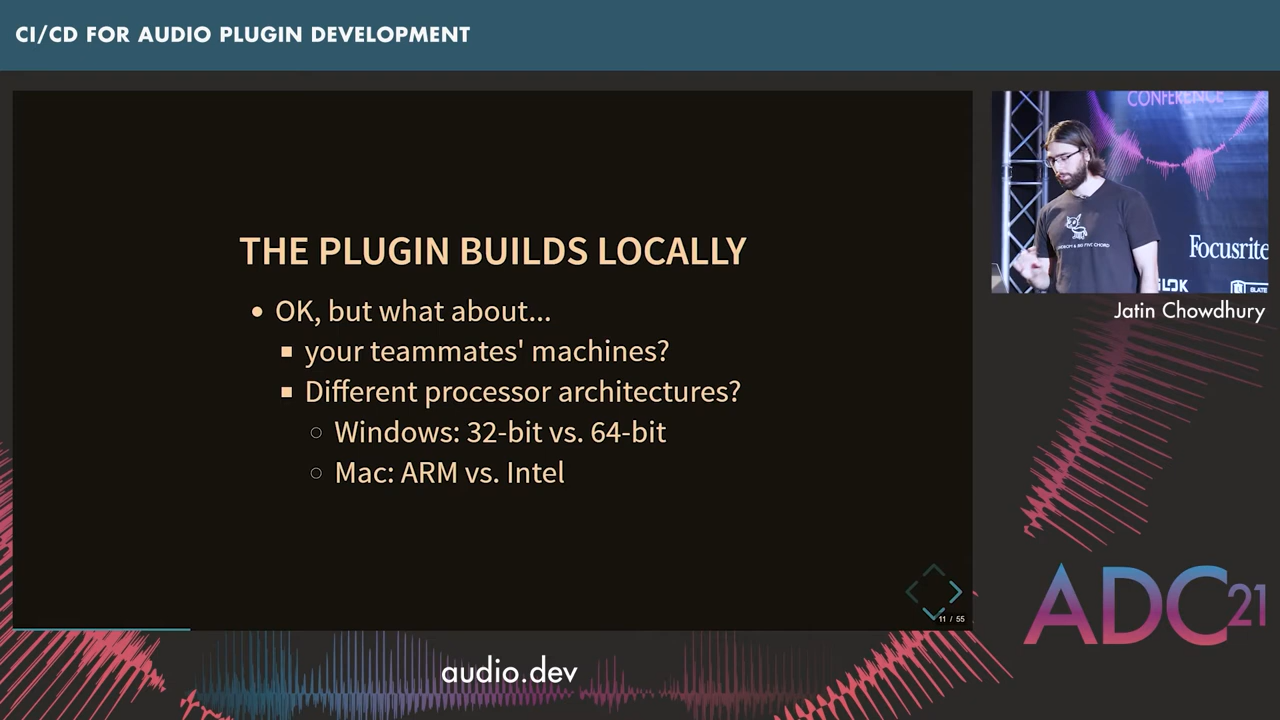 CI/CD FOR AUDIO PLUGIN DEVELOPMENT
THE PLUGIN BUILDS LOCALLY
OK, but what about...
your teammates' machines?
Different processor architectures?
Windows: 32-bit vs. 64-bit
Mac: ARM vs. Intel
11 / 55
CONFERENCE
Focusrite
Jatin Chowdhury
ADC21
audio.dev